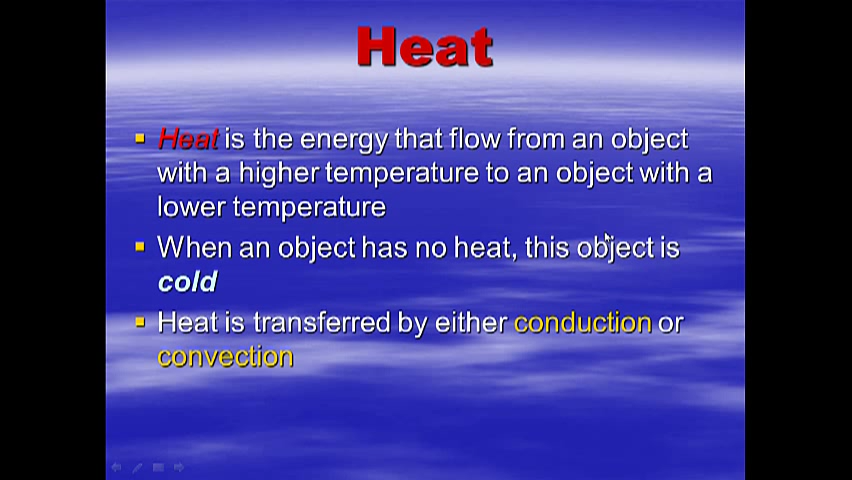 Heat
Heat is the energy that flow from an object
with a higher temperature to an object with a
lower temperature
When an object has no heat, this object is
cold
Heat is transferred by either conduction or
convection